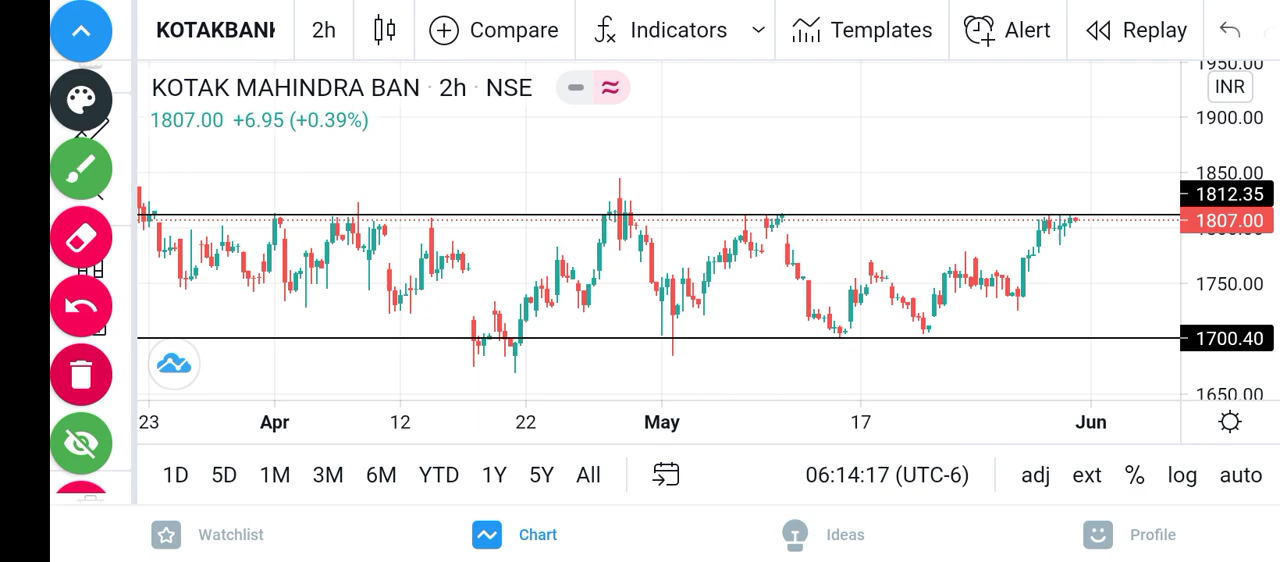 KOTAKBANK 2h Compare Indicators Templates Alert Replay
KOTAK MAHINDRA BAN · 2h · NSE
1807.00 +6.95 (+0.39%)
1950.00
INR
1900.00
1850.00
1812.35
1807.00
1800.00
1750.00
1700.40
1650.00
23 Apr 12 22 May 17 Jun
1D 5D 1M 3M 6M YTD 1Y 5Y All 06:14:17 (UTC-6) adj ext % log auto
Watchlist Chart Ideas Profile